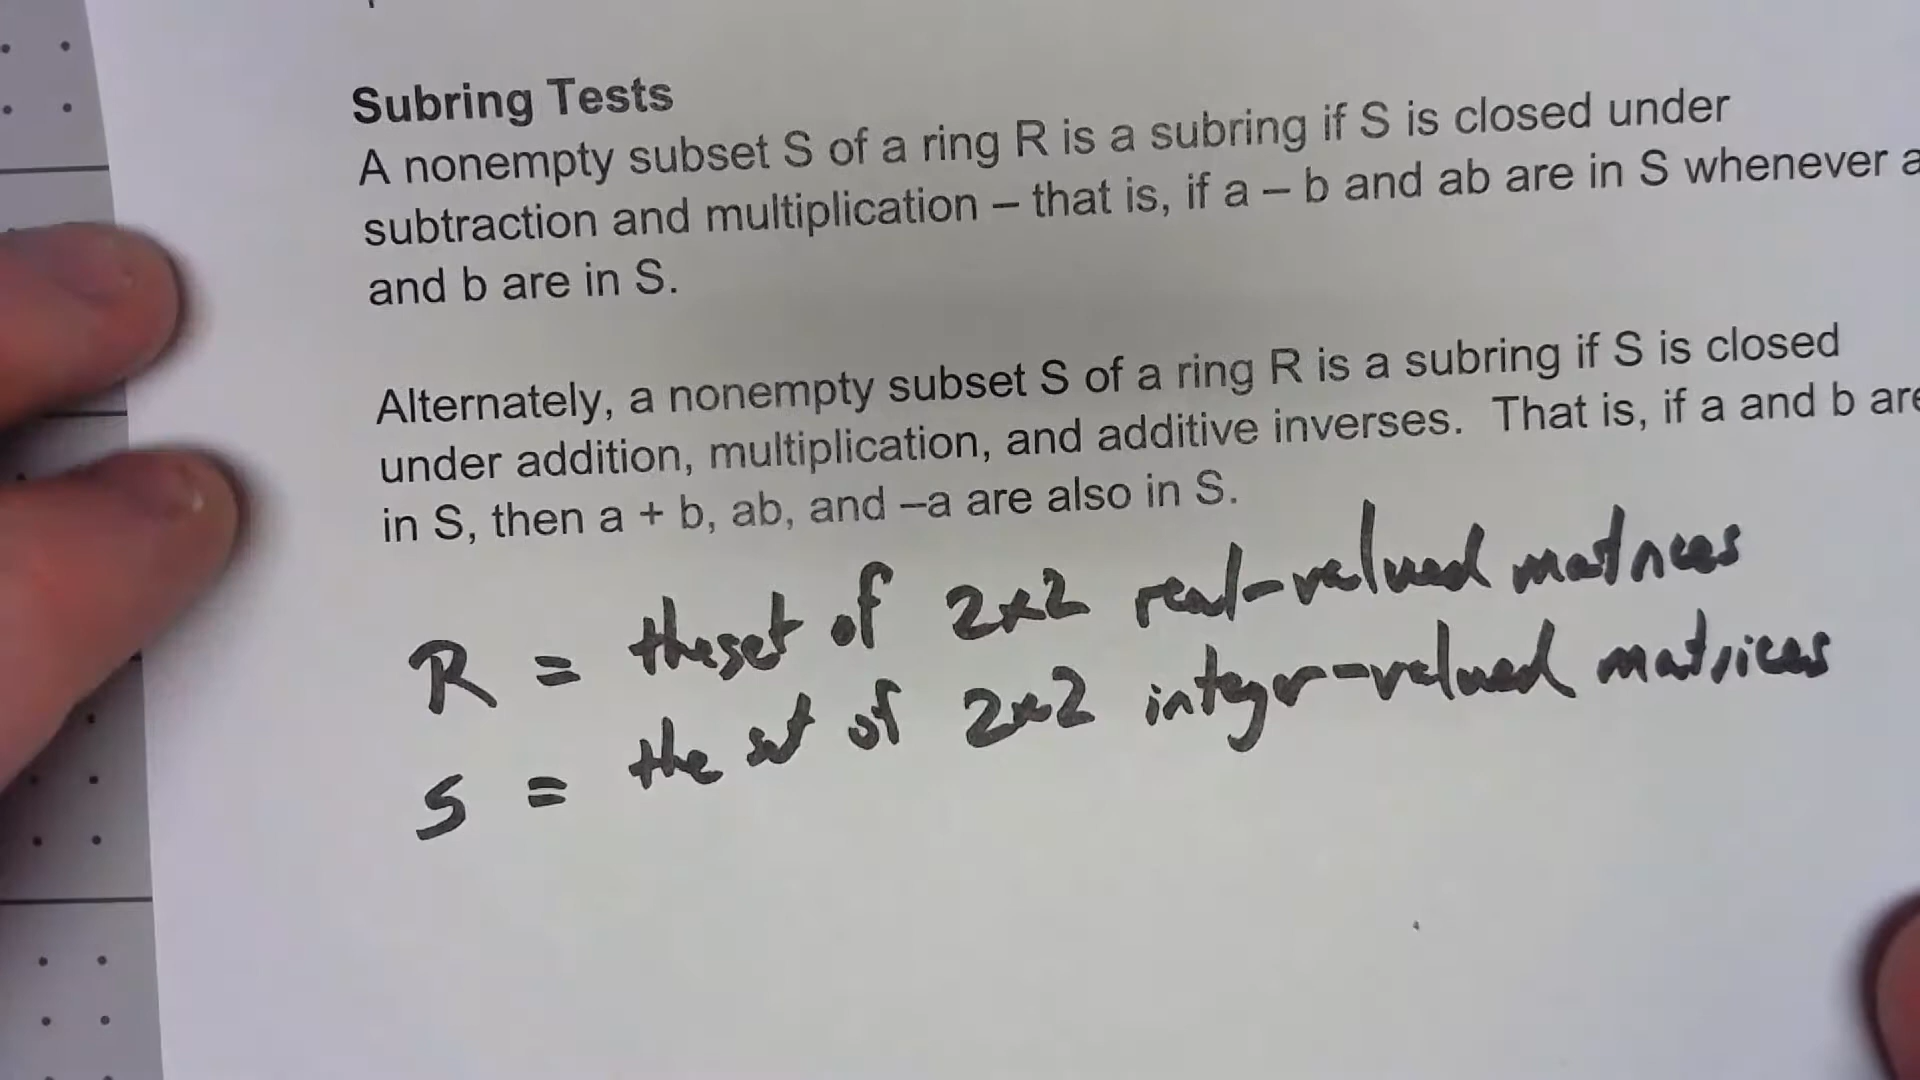 Subring Tests
A nonempty subset S of a ring R is a subring if S is closed under
subtraction and multiplication – that is, if a – b and ab are in S whenever a
and b are in S.
Alternately, a nonempty subset S of a ring R is a subring if S is closed
under addition, multiplication, and additive inverses. That is, if a and b are
in S, then a + b, ab, and –a are also in S.
R = the set of 2x2 real-valued matrices
S = the set of 2x2 integer-valued matrices